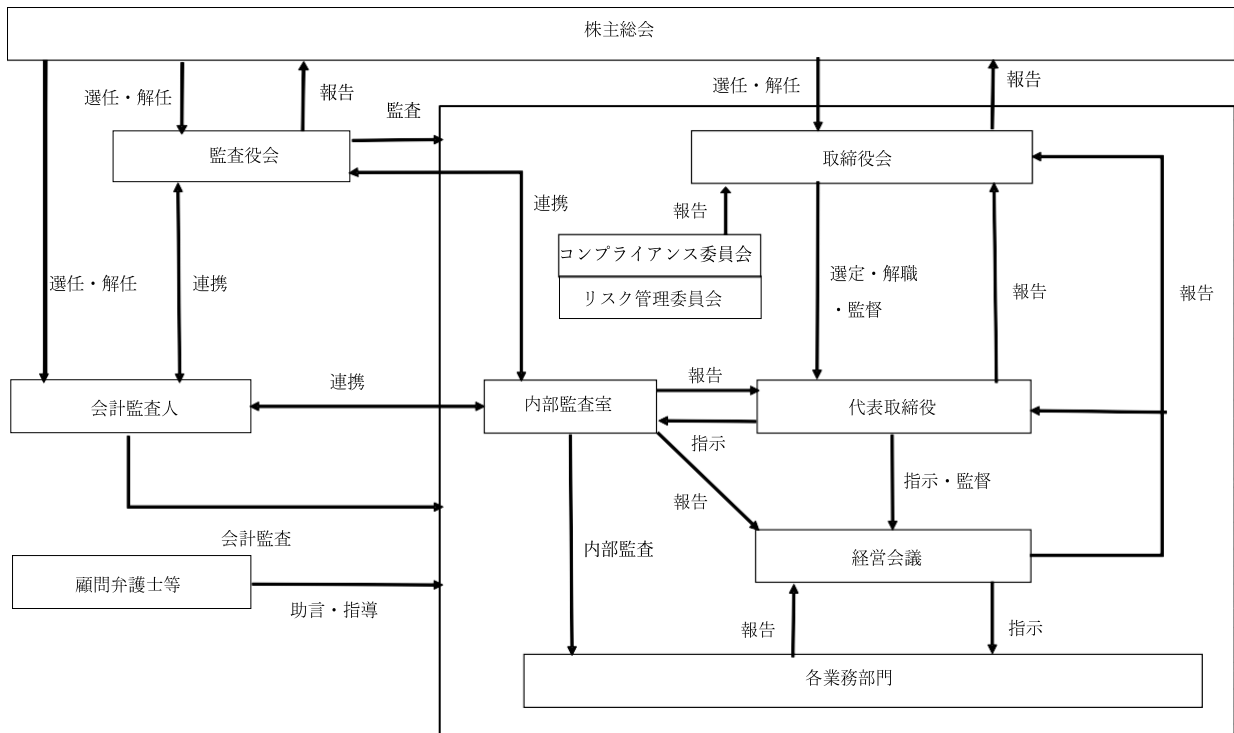 株主総会
選任・解任
報告
監査
選任・解任
報告
監査役会
取締役会
連携
報告
コンプライアンス委員会
リスク管理委員会
選任・解任
連携
選定・解職
・監督
報告
報告
会計監査人
連携
内部監査室
報告
指示
代表取締役
指示・監督
報告
会計監査
内部監査
経営会議
顧問弁護士等
助言・指導
報告
指示
各業務部門